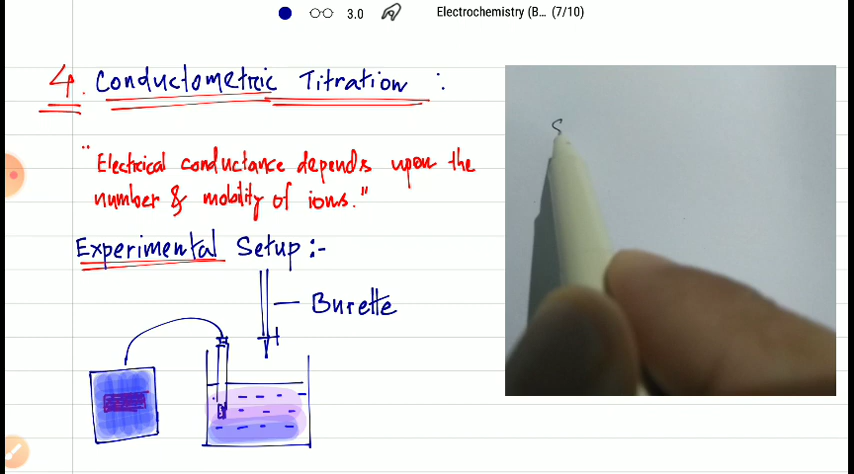 3.0
Electrochemistry (B... (7/10)
4. Conductometric Titration :
"Electrical conductance depends upon the
number & mobility of ions."
Experimental Setup :-
Burette
S